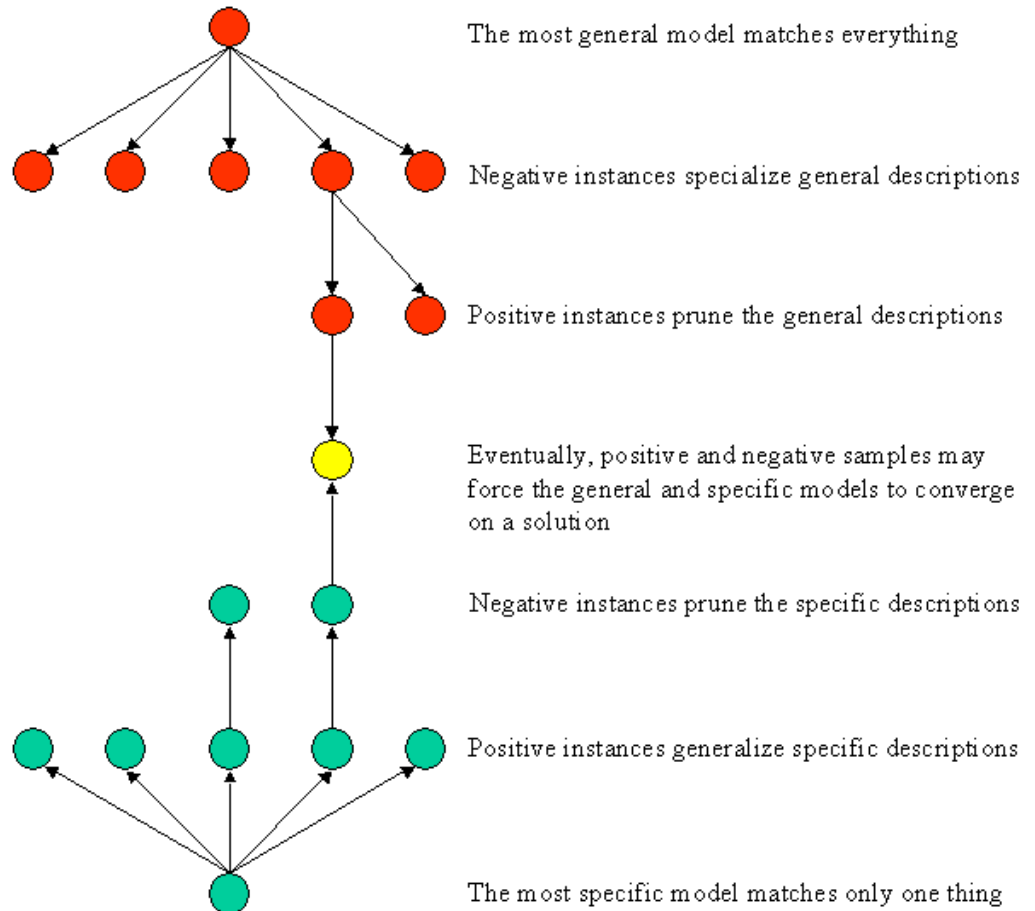 The most general model matches everything
Negative instances specialize general descriptions
Positive instances prune the general descriptions
Eventually, positive and negative samples may
force the general and specific models to converge
on a solution
Negative instances prune the specific descriptions
Positive instances generalize specific descriptions
The most specific model matches only one thing